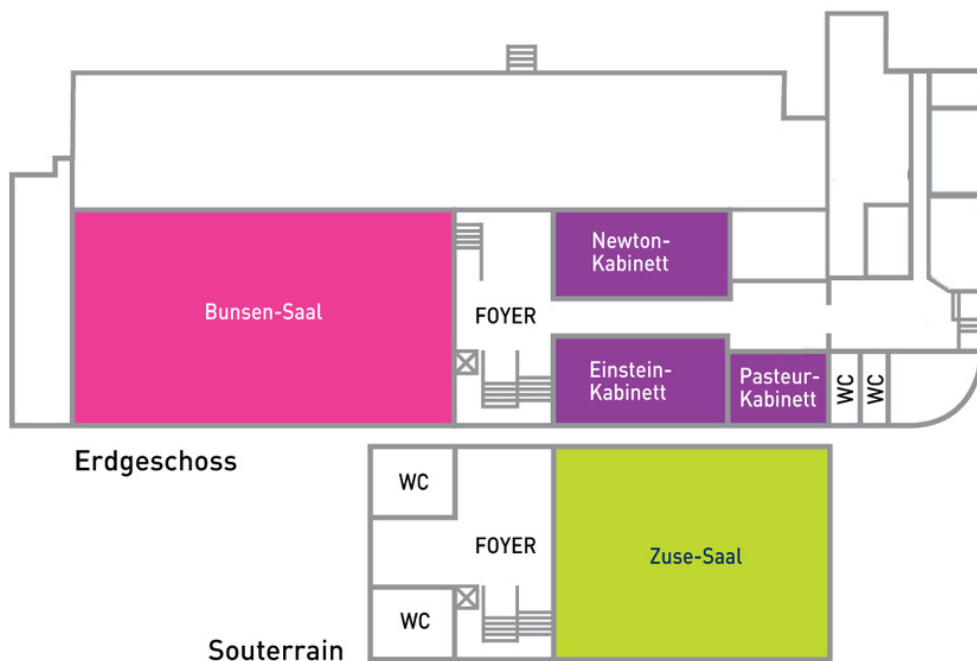 Newton-
Kabinett
Bunsen-Saal
FOYER
Einstein-
Kabinett
Pasteur-
Kabinett
WC
WC
Erdgeschoss
WC
FOYER
Zuse-Saal
WC
Souterrain